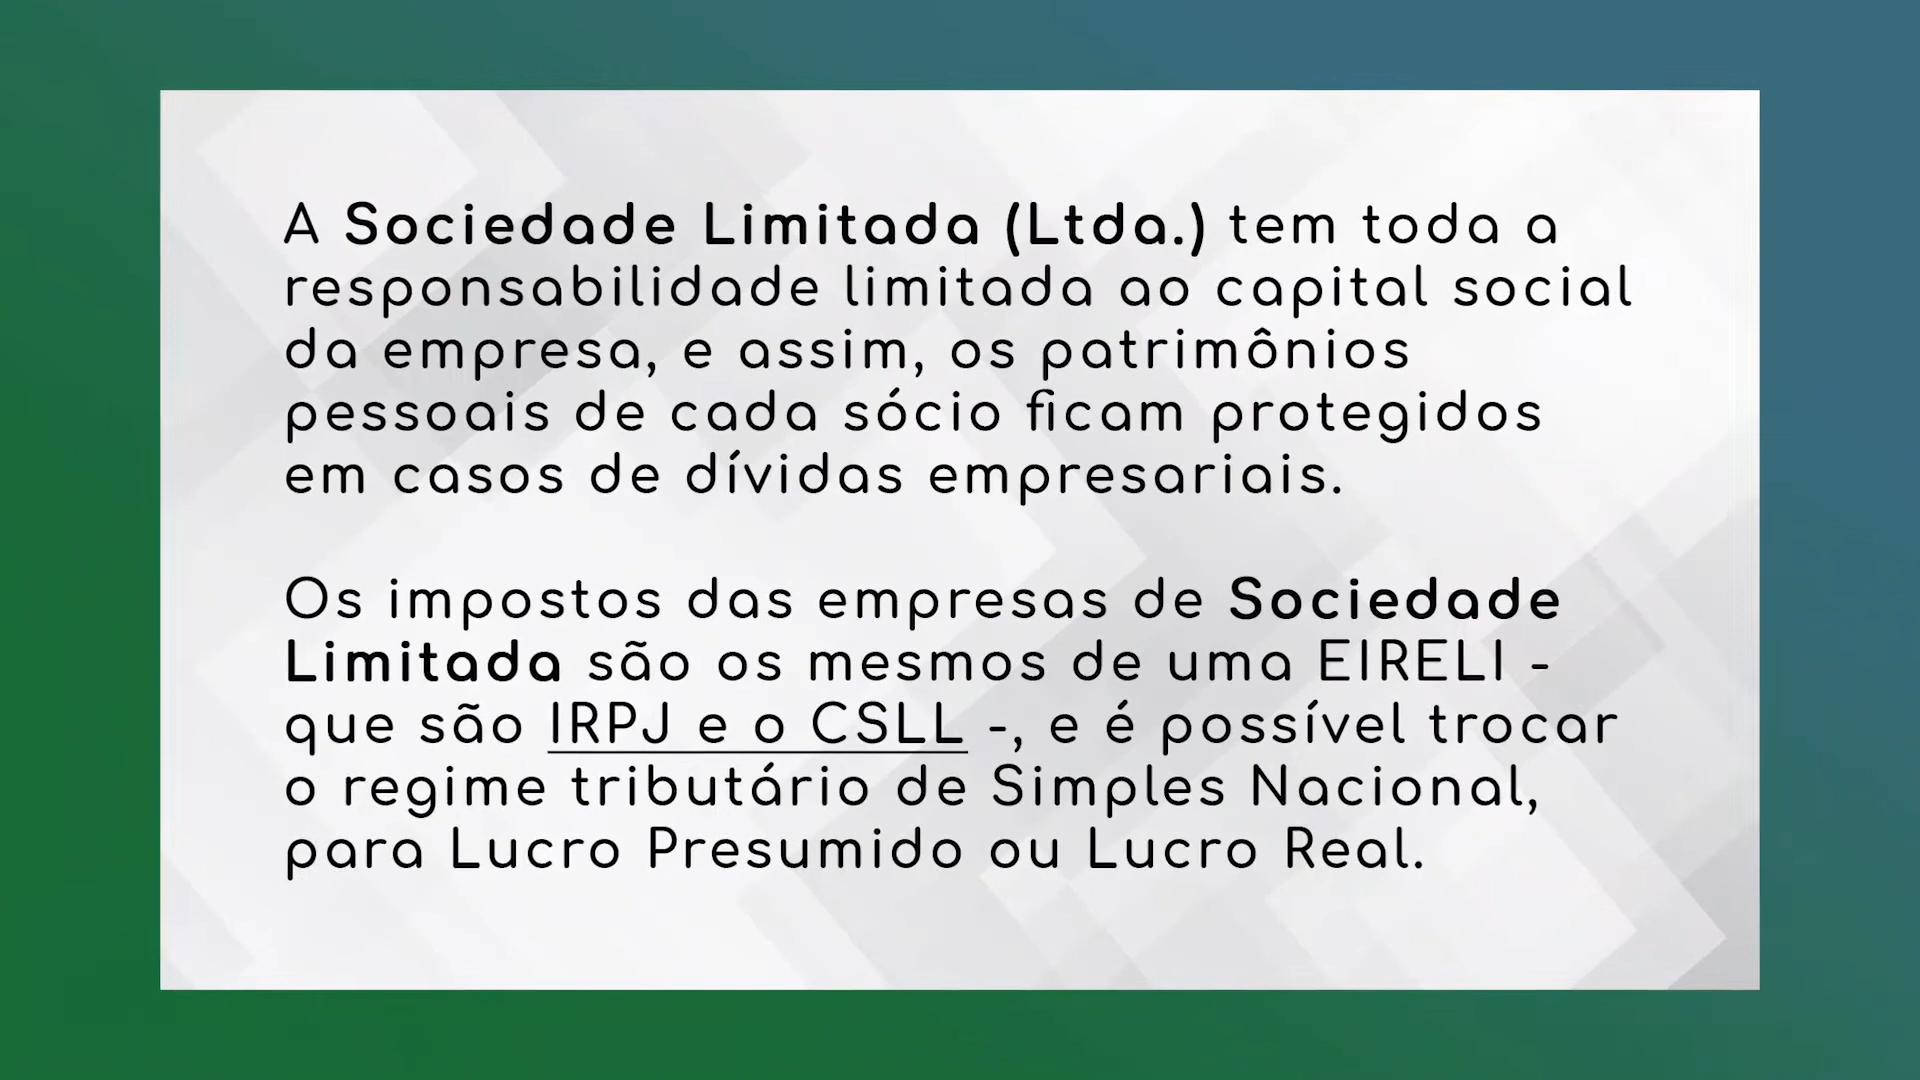 A Sociedade Limitada (Ltda.) tem toda a
responsabilidade limitada ao capital social
da empresa, e assim, os patrimônios
pessoais de cada sócio ficam protegidos
em casos de dívidas empresariais.
Os impostos das empresas de Sociedade
Limitada são os mesmos de uma EIRELI -
que são IRPJ e o CSLL -, e é possível trocar
o regime tributário de Simples Nacional,
para Lucro Presumido ou Lucro Real.